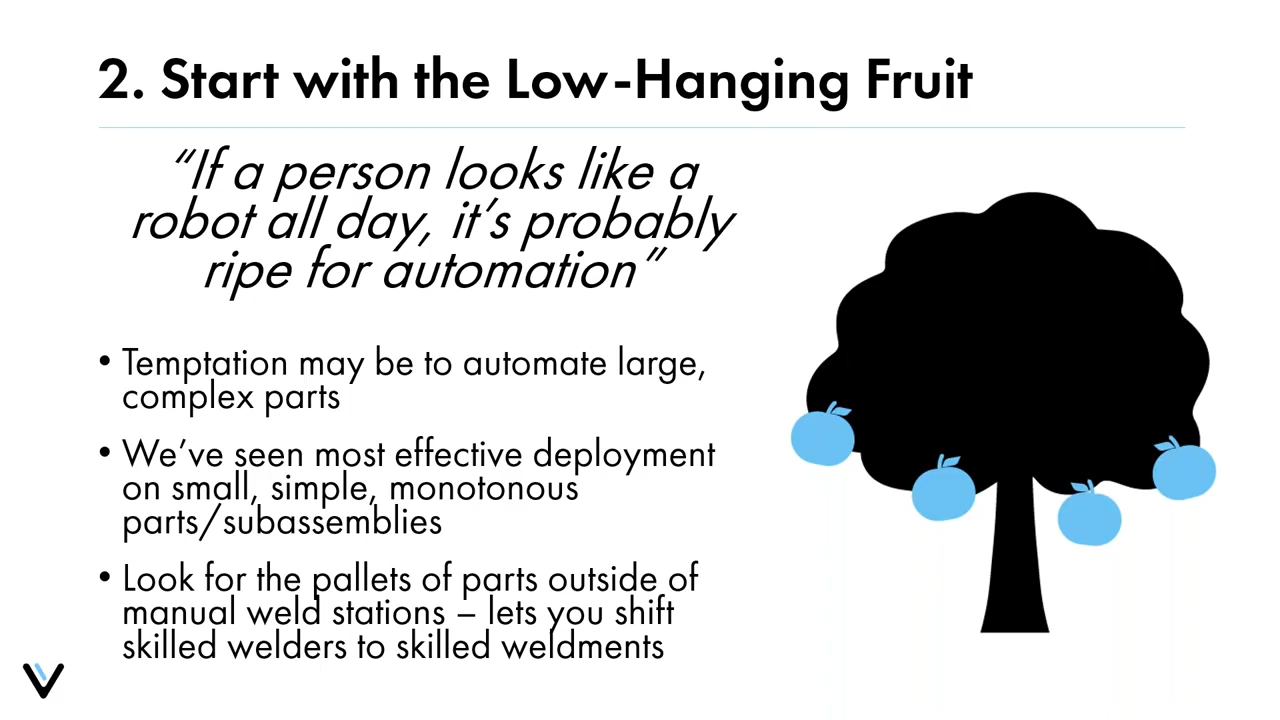 2. Start with the Low-Hanging Fruit
“If a person looks like a
robot all day, it’s probably
ripe for automation”
• Temptation may be to automate large,
complex parts
• We’ve seen most effective deployment
on small, simple, monotonous
parts/subassemblies
• Look for the pallets of parts outside of
manual weld stations – lets you shift
skilled welders to skilled weldments